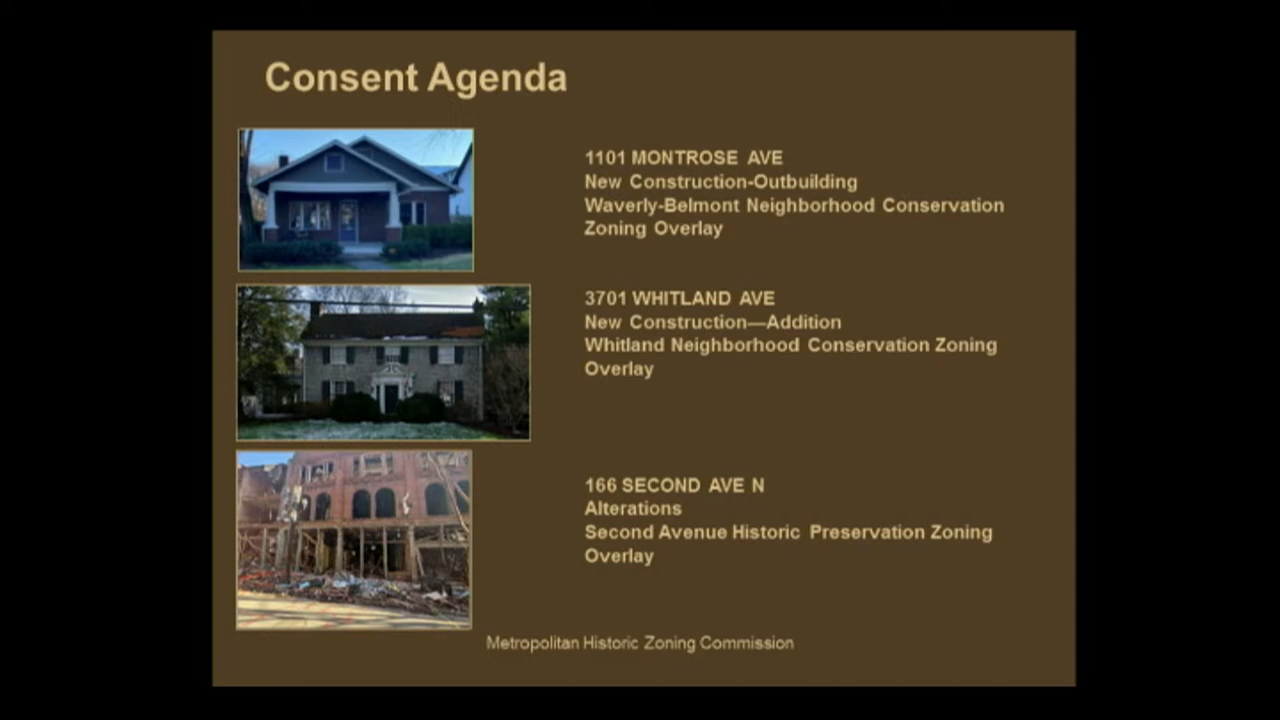 Consent Agenda
1101 MONTROSE AVE
New Construction-Outbuilding
Waverly-Belmont Neighborhood Conservation
Zoning Overlay
3701 WHITLAND AVE
New Construction—Addition
Whitland Neighborhood Conservation Zoning
Overlay
166 SECOND AVE N
Alterations
Second Avenue Historic Preservation Zoning
Overlay
Metropolitan Historic Zoning Commission